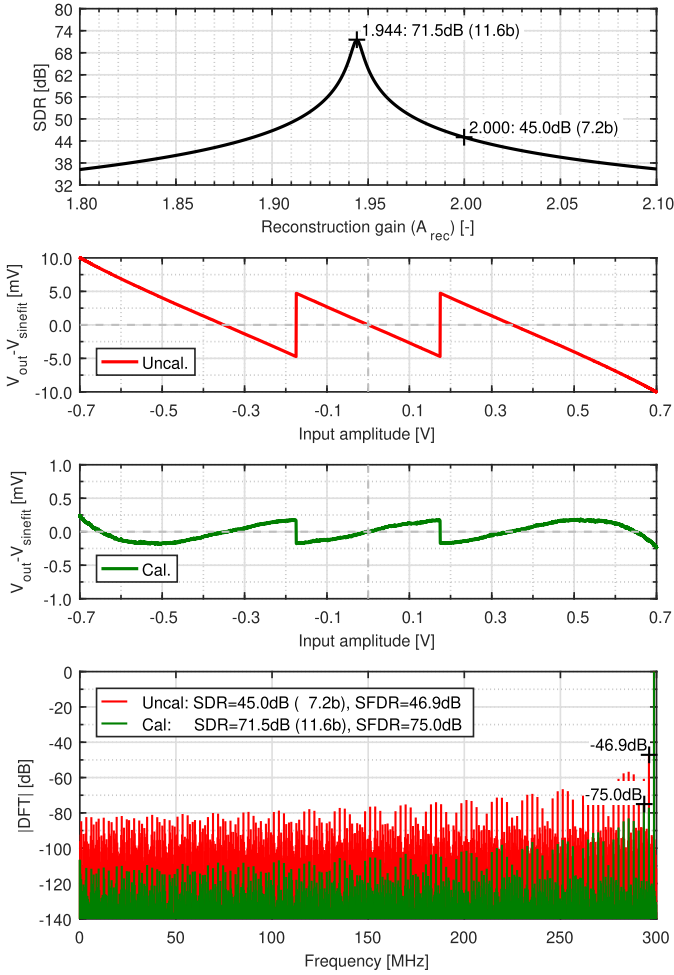 80
74
68
62
56
50
44
38
32
SDR [dB]
1.944: 71.5dB (11.6b)
2.000: 45.0dB (7.2b)
1.80 1.85 1.90 1.95 2.00 2.05 2.10
Reconstruction gain (A rec) [-]
10.0
5.0
0.0
-5.0
-10.0
Vout-Vsinefit [mV]
Uncal.
-0.7 -0.5 -0.3 -0.1 0.1 0.3 0.5 0.7
Input amplitude [V]
1.0
0.5
0.0
-0.5
-1.0
Vout-Vsinefit [mV]
Cal.
-0.7 -0.5 -0.3 -0.1 0.1 0.3 0.5 0.7
Input amplitude [V]
0
-20
-40
-60
-80
-100
-120
-140
|DFT| [dB]
Uncal: SDR=45.0dB ( 7.2b), SFDR=46.9dB
Cal: SDR=71.5dB (11.6b), SFDR=75.0dB
-46.9dB
-75.0dB
0 50 100 150 200 250 300
Frequency [MHz]